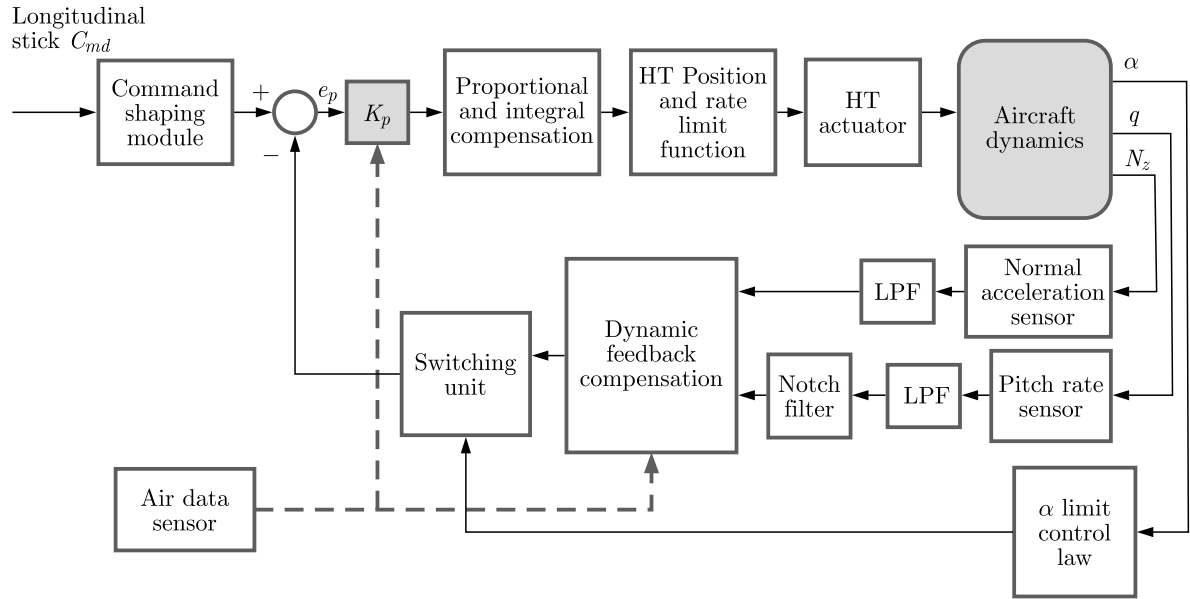 Longitudinal
stick C_md
Command
shaping
module
+
−
e_p
K_p
Proportional
and integral
compensation
HT Position
and rate
limit
function
HT
actuator
Aircraft
dynamics
α
q
N_z
Normal
acceleration
sensor
LPF
Dynamic
feedback
compensation
Switching
unit
Notch
filter
LPF
Pitch rate
sensor
Air data
sensor
α limit
control
law